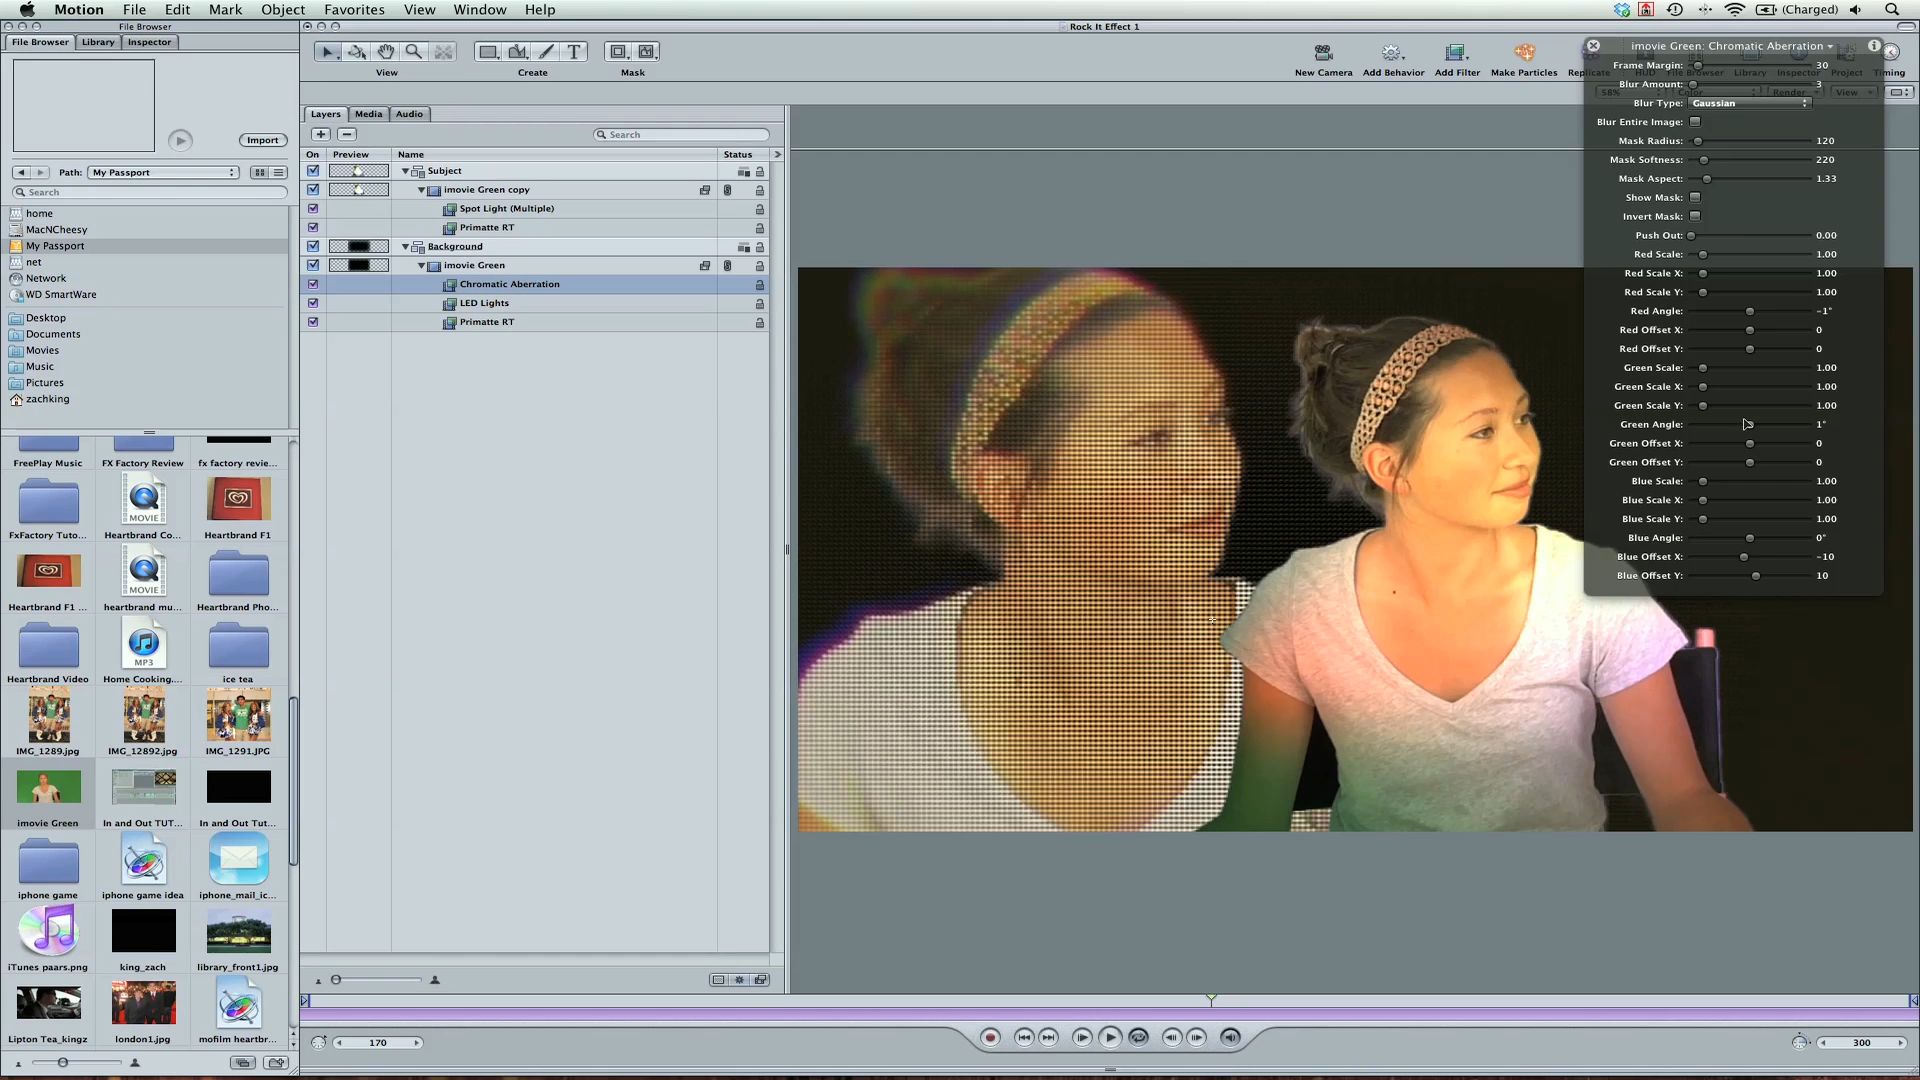 Motion File Edit Mark Object Favorites View Window Help (Charged)
File Browser
Rock It Effect 1
File Browser Library Inspector
View Create Mask
New Camera Add Behavior Add Filter Make Particles
Import
Path: My Passport
Search
home
MacNCheesy
My Passport
net
Network
WD SmartWare
Desktop
Documents
Movies
Music
Pictures
zachking
FreePlay Music FX Factory Review fx factory revie...
MOVIE
FxFactory Tuto... Heartbrand Co... Heartbrand F1
MOVIE
Heartbrand F1 ... heartbrand mu... Heartbrand Pho...
MP3
Heartbrand Video Home Cooking.... ice tea
IMG_1289.jpg IMG_12892.jpg IMG_1291.JPG
imovie Green In and Out TUT... In and Out Tut...
iphone game iphone game idea iphone_mail_ic...
iTunes paars.png king_zach library_front1.jpg
Lipton Tea_kingz london1.jpg mofilm heartbr...
Layers Media Audio
Search
On Preview Name Status
Subject
imovie Green copy
Spot Light (Multiple)
Primatte RT
Background
imovie Green
Chromatic Aberration
LED Lights
Primatte RT
imovie Green: Chromatic Aberration
Frame Margin: 30
Blur Amount: 3
Blur Type: Gaussian
Blur Entire Image:
Mask Radius: 120
Mask Softness: 220
Mask Aspect: 1.33
Show Mask:
Invert Mask:
Push Out: 0.00
Red Scale: 1.00
Red Scale X: 1.00
Red Scale Y: 1.00
Red Angle: -1°
Red Offset X: 0
Red Offset Y: 0
Green Scale: 1.00
Green Scale X: 1.00
Green Scale Y: 1.00
Green Angle: 1°
Green Offset X: 0
Green Offset Y: 0
Blue Scale: 1.00
Blue Scale X: 1.00
Blue Scale Y: 1.00
Blue Angle: 0°
Blue Offset X: -10
Blue Offset Y: 10
Timing
170
300